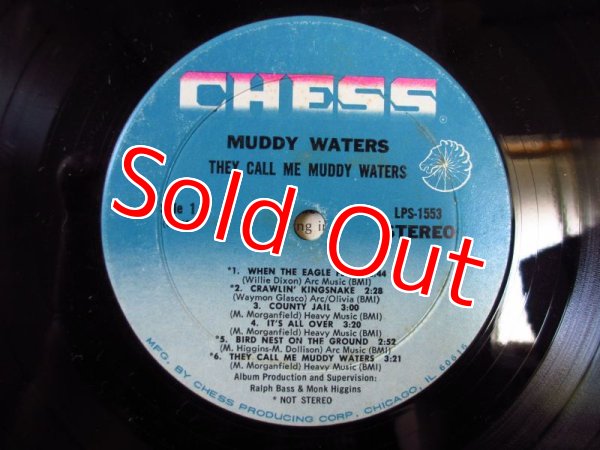 CHESS
®
MUDDY WATERS
THEY CALL ME MUDDY WATERS
1
LPS-1553
STEREO
ng in
Sold Out
*1. WHEN THE EAGLE 44
(Willie Dixon) Arc Music (BMI)
*2. CRAWLIN' KINGSNAKE 2:28
(Waymon Glasco) Arc/Olivia (BMI)
3. COUNTY JAIL 3:00
(M. Morganfield) Heavy Music (BMI)
4. IT'S ALL OVER 3:20
(M. Morganfield) Heavy Music (BMI)
*5. BIRD NEST ON THE GROUND 2:52
(M. Higgins-M. Dollison) Arc Music (BMI)
*6. THEY CALL ME MUDDY WATERS 3:21
(M. Morganfield) Heavy Music (BMI)
Album Production and Supervision:
Ralph Bass & Monk Higgins
* NOT STEREO
MFG. BY CHESS PRODUCING CORP., CHICAGO, IL 60616